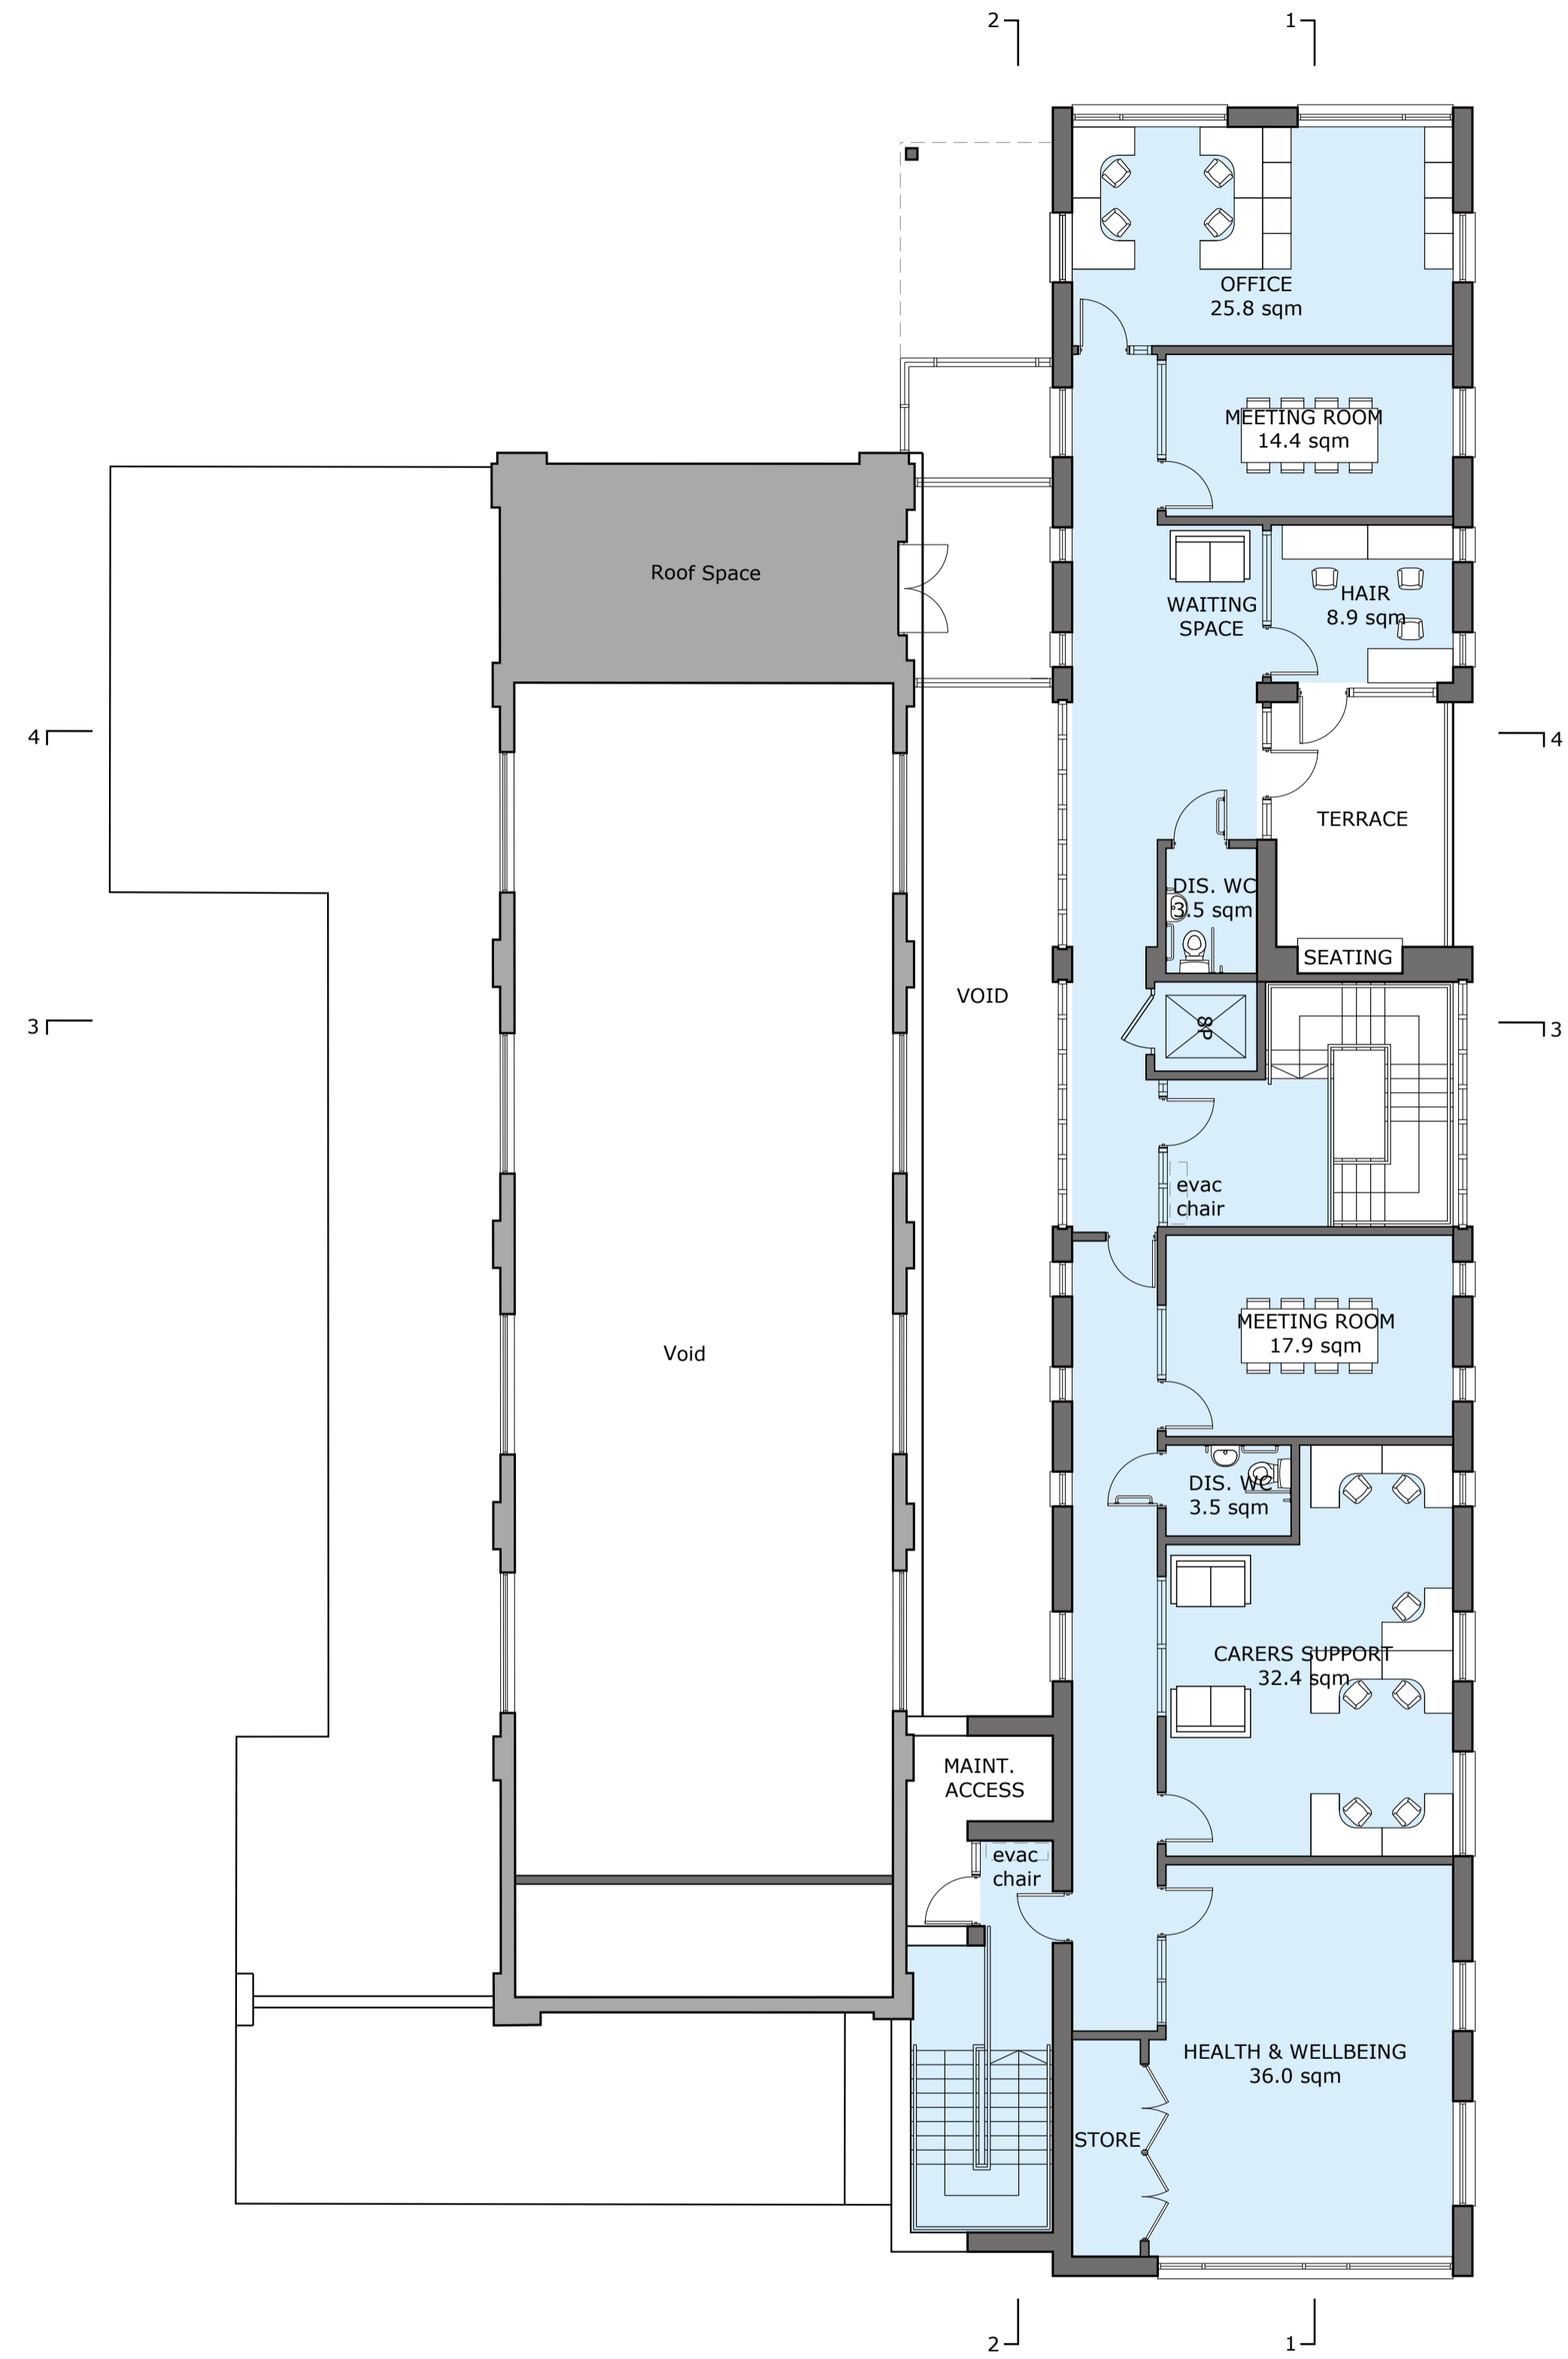 2
1
OFFICE
25.8 sqm
MEETING ROOM
14.4 sqm
Roof Space
WAITING
SPACE
HAIR
8.9 sqm
4
4
TERRACE
DIS. WC
3.5 sqm
SEATING
VOID
3
8P
3
evac
chair
MEETING ROOM
17.9 sqm
Void
DIS. WC
3.5 sqm
CARERS SUPPORT
32.4 sqm
MAINT.
ACCESS
evac
chair
HEALTH & WELLBEING
36.0 sqm
STORE
2
1